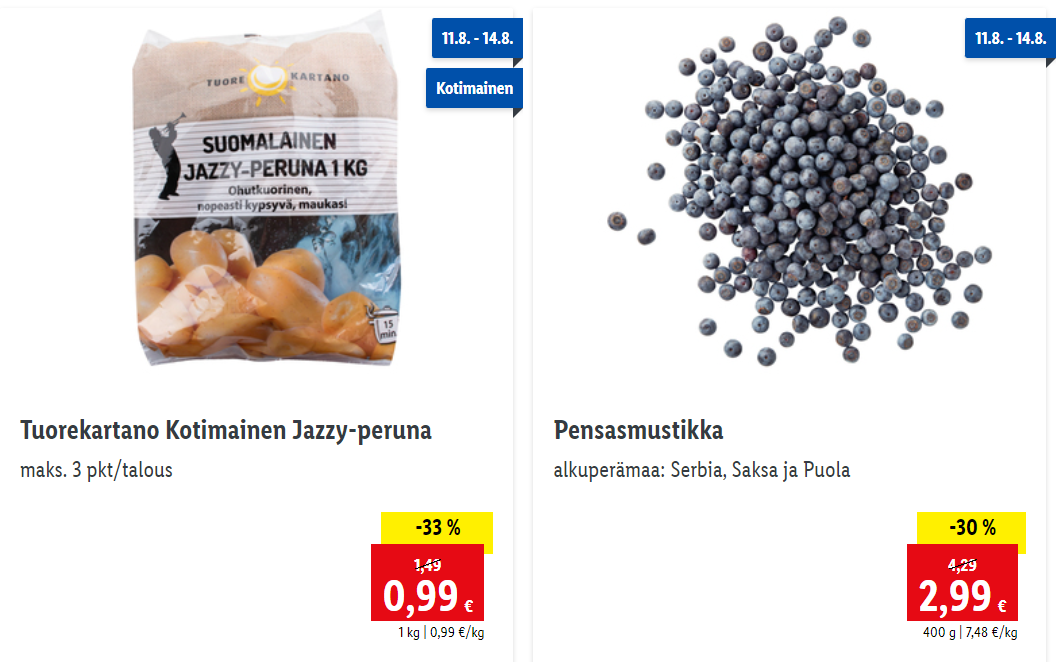 11.8. - 14.8.
Kotimainen
TUORE KARTANO
SUOMALAINEN
JAZZY-PERUNA 1 KG
Ohutkuorinen,
nopeasti kypsyvä, maukas!
15
min
Tuorekartano Kotimainen Jazzy-peruna
maks. 3 pkt/talous
-33 %
1,49
0,99 €
1 kg | 0,99 €/kg
11.8. - 14.8.
Pensasmustikka
alkuperämaa: Serbia, Saksa ja Puola
-30 %
4,29
2,99 €
400 g | 7,48 €/kg